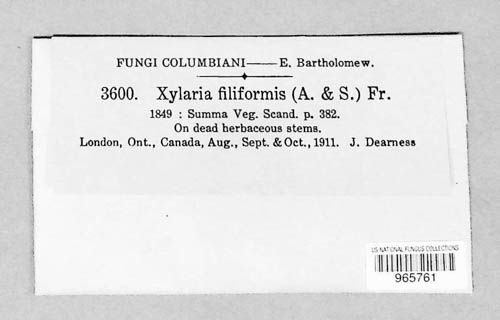 FUNGI COLUMBIANI—E. Bartholomew.
3600. Xylaria filiformis (A. & S.) Fr.
1849 : Summa Veg. Scand. p. 382.
On dead herbaceous stems.
London, Ont., Canada, Aug., Sept. & Oct., 1911. J. Dearness
US NATIONAL FUNGUS COLLECTIONS
965761